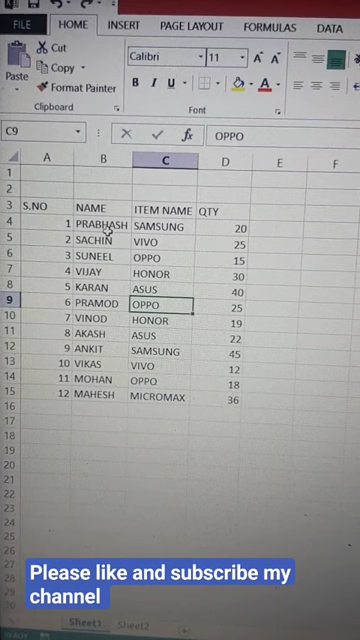 FILE HOME INSERT PAGE LAYOUT FORMULAS DATA
Cut
Copy
Format Painter
Paste
Clipboard
Calibri 11 A A
B I U A
Font
C9 fx OPPO
A B C D E F
1
2
3 S.NO NAME ITEM NAME QTY
4 1 PRABHASH SAMSUNG 20
5 2 SACHIN VIVO 25
6 3 SUNEEL OPPO 15
7 4 VIJAY HONOR 30
8 5 KARAN ASUS 40
9 6 PRAMOD OPPO 25
10 7 VINOD HONOR 19
11 8 AKASH ASUS 22
12 9 ANKIT SAMSUNG 45
13 10 VIKAS VIVO 12
14 11 MOHAN OPPO 18
15 12 MAHESH MICROMAX 36
16
17
18
19
20
21
22
23
24
25
26
27
28
29
Please like and subscribe my
channel
Sheet1 Sheet2